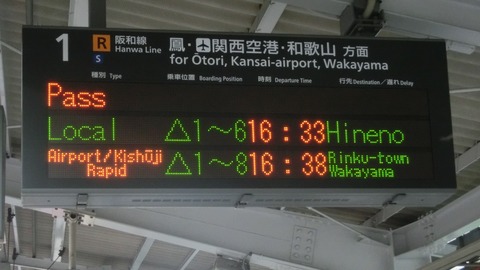 1 R 阪和線 鳳・関西空港・和歌山 方面
S Hanwa Line for Otori, Kansai-airport, Wakayama
種別 Type 乗車位置 Boarding Position 時刻 Departure Time 行先 Destination / 遅れ Delay
Pass
Local △1~6 16:33 Hineno
Airport/Kishūji △1~8 16:38 Rinku-town
Rapid Wakayama